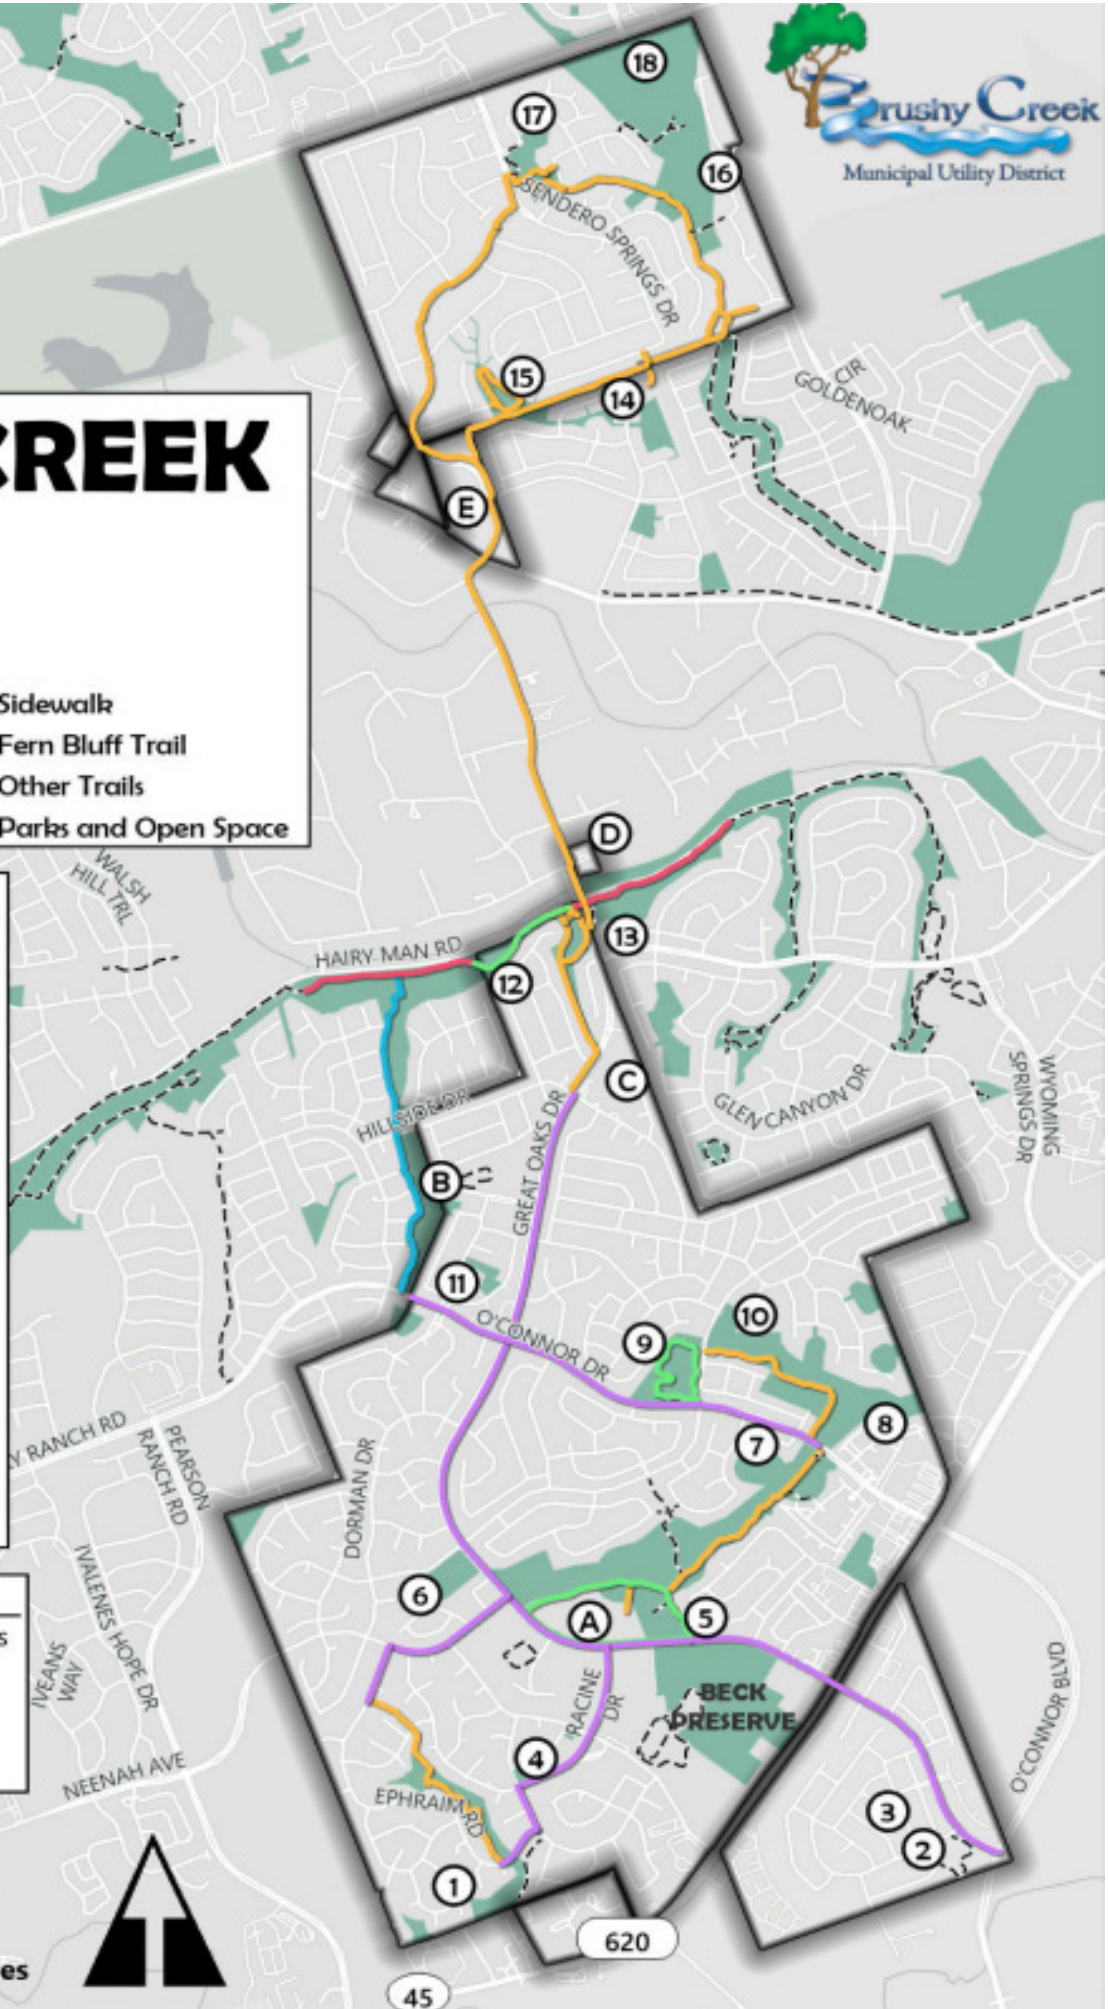 18
17
Brushy Creek
Municipal Utility District
16
SENDERO SPRINGS DR
15
14
CIR
GOLDENOAK
CREEK
E
Sidewalk
Fern Bluff Trail
Other Trails
Parks and Open Space
D
WALSH
HILL TRL
HAIRY MAN RD
13
12
C
WYOMING
SPRINGS DR
GLEN CANYON DR
HILLSIDE DR
GREAT OAKS DR
B
11
O'CONNOR DR
10
9
8
7
Y RANCH RD
PEARSON
RANCH RD
DORMAN DR
6
A
5
IVALENES HOPE DR
s
IVEANS
WAY
RACINE
DR
BECK
PRESERVE
O'CONNOR BLVD
4
NEENAH AVE
EPHRAIM RD
3
2
1
620
es
45